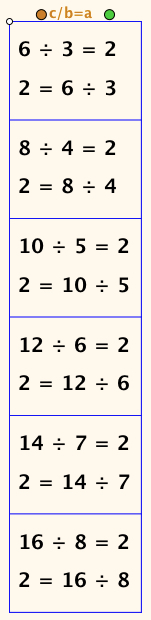 c/b=a
6 ÷ 3 = 2
2 = 6 ÷ 3
8 ÷ 4 = 2
2 = 8 ÷ 4
10 ÷ 5 = 2
2 = 10 ÷ 5
12 ÷ 6 = 2
2 = 12 ÷ 6
14 ÷ 7 = 2
2 = 14 ÷ 7
16 ÷ 8 = 2
2 = 16 ÷ 8